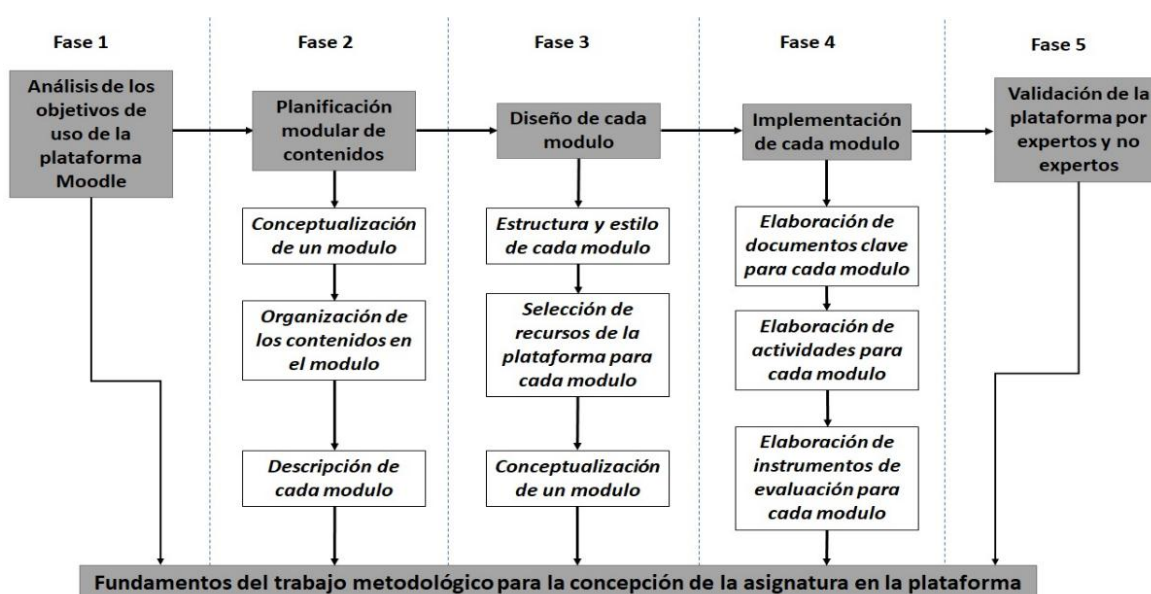 Fase 1
Fase 2
Fase 3
Fase 4
Fase 5
Análisis de los
objetivos de
uso de la
plataforma
Moodle
Planificación
modular de
contenidos
Diseño de cada
modulo
Implementación
de cada modulo
Validación de la
plataforma por
expertos y no
expertos
Conceptualización
de un modulo
Organización de
los contenidos en
el modulo
Descripción de
cada modulo
Estructura y estilo
de cada modulo
Selección de
recursos de la
plataforma para
cada modulo
Conceptualización
de un modulo
Elaboración de
documentos clave
para cada modulo
Elaboración de
actividades para
cada modulo
Elaboración de
instrumentos de
evaluación para
cada modulo
Fundamentos del trabajo metodológico para la concepción de la asignatura en la plataforma